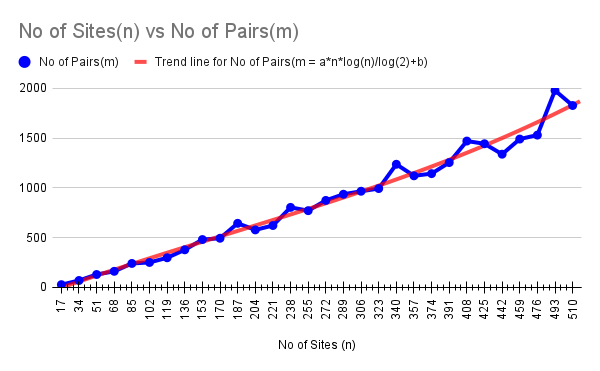 No of Sites(n) vs No of Pairs(m)
No of Pairs(m) Trend line for No of Pairs(m = a*n*log(n)/log(2)+b)
2000
1500
1000
500
0
17 34 51 68 85 102 119 136 153 170 187 204 221 238 255 272 289 306 323 340 357 374 391 408 425 442 459 476 493 510
No of Sites (n)